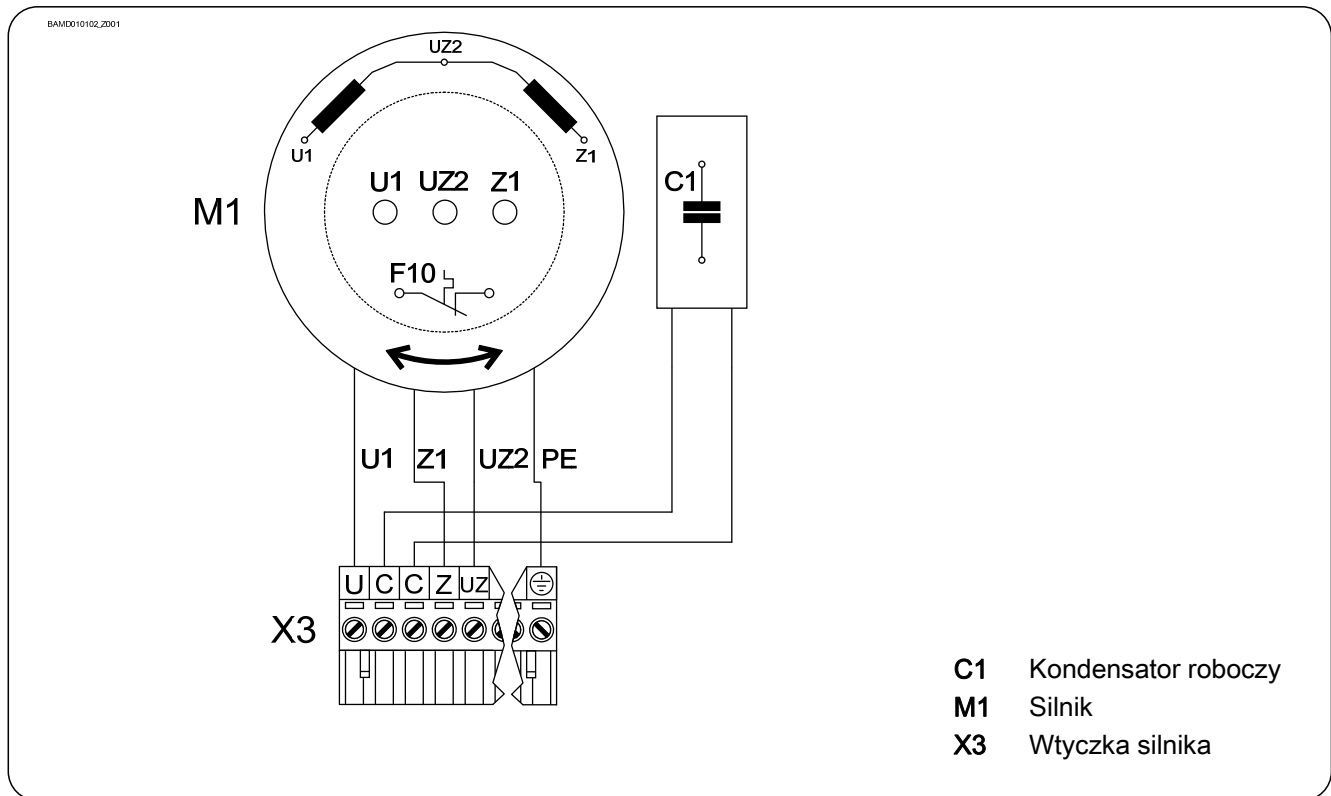 BAMD010102_Z001
UZ2
U1
Z1
U1 UZ2 Z1
C1
M1
F10
U1 Z1 UZ2 PE
U C C Z UZ
X3
C1 Kondensator roboczy
M1 Silnik
X3 Wtyczka silnika